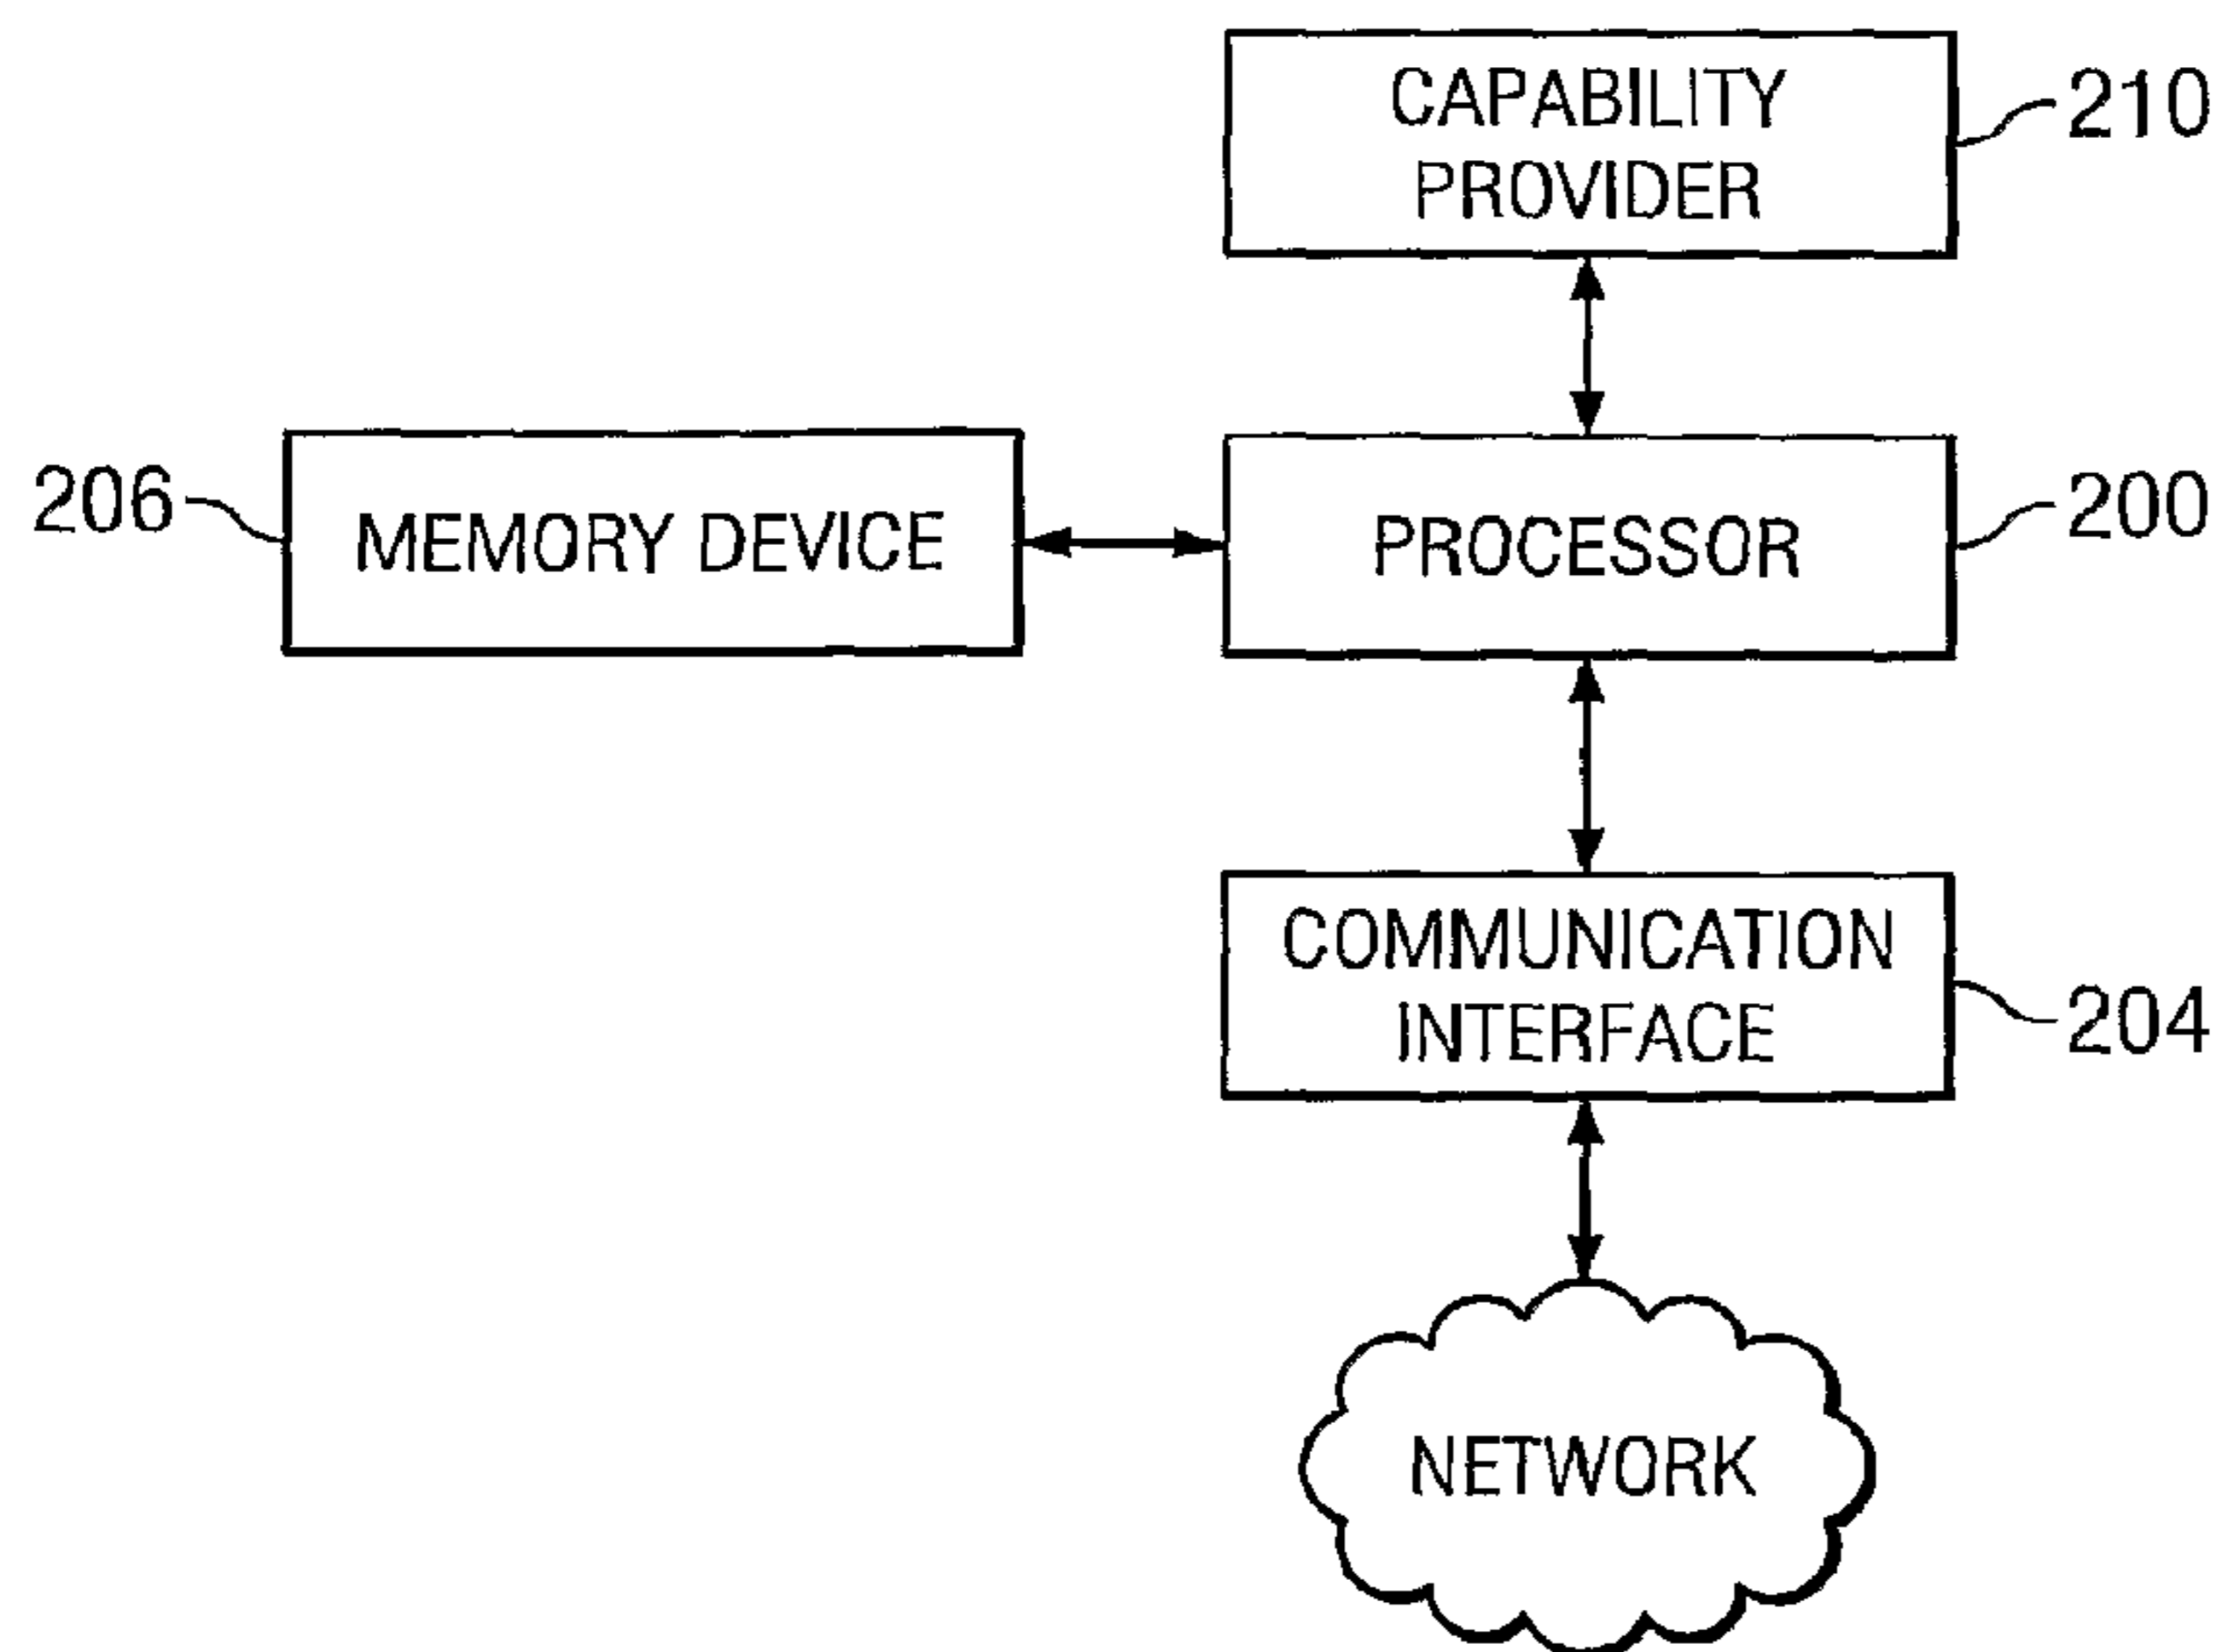 CAPABILITY
PROVIDER
210
206
MEMORY DEVICE
PROCESSOR
200
COMMUNICATION
INTERFACE
204
NETWORK